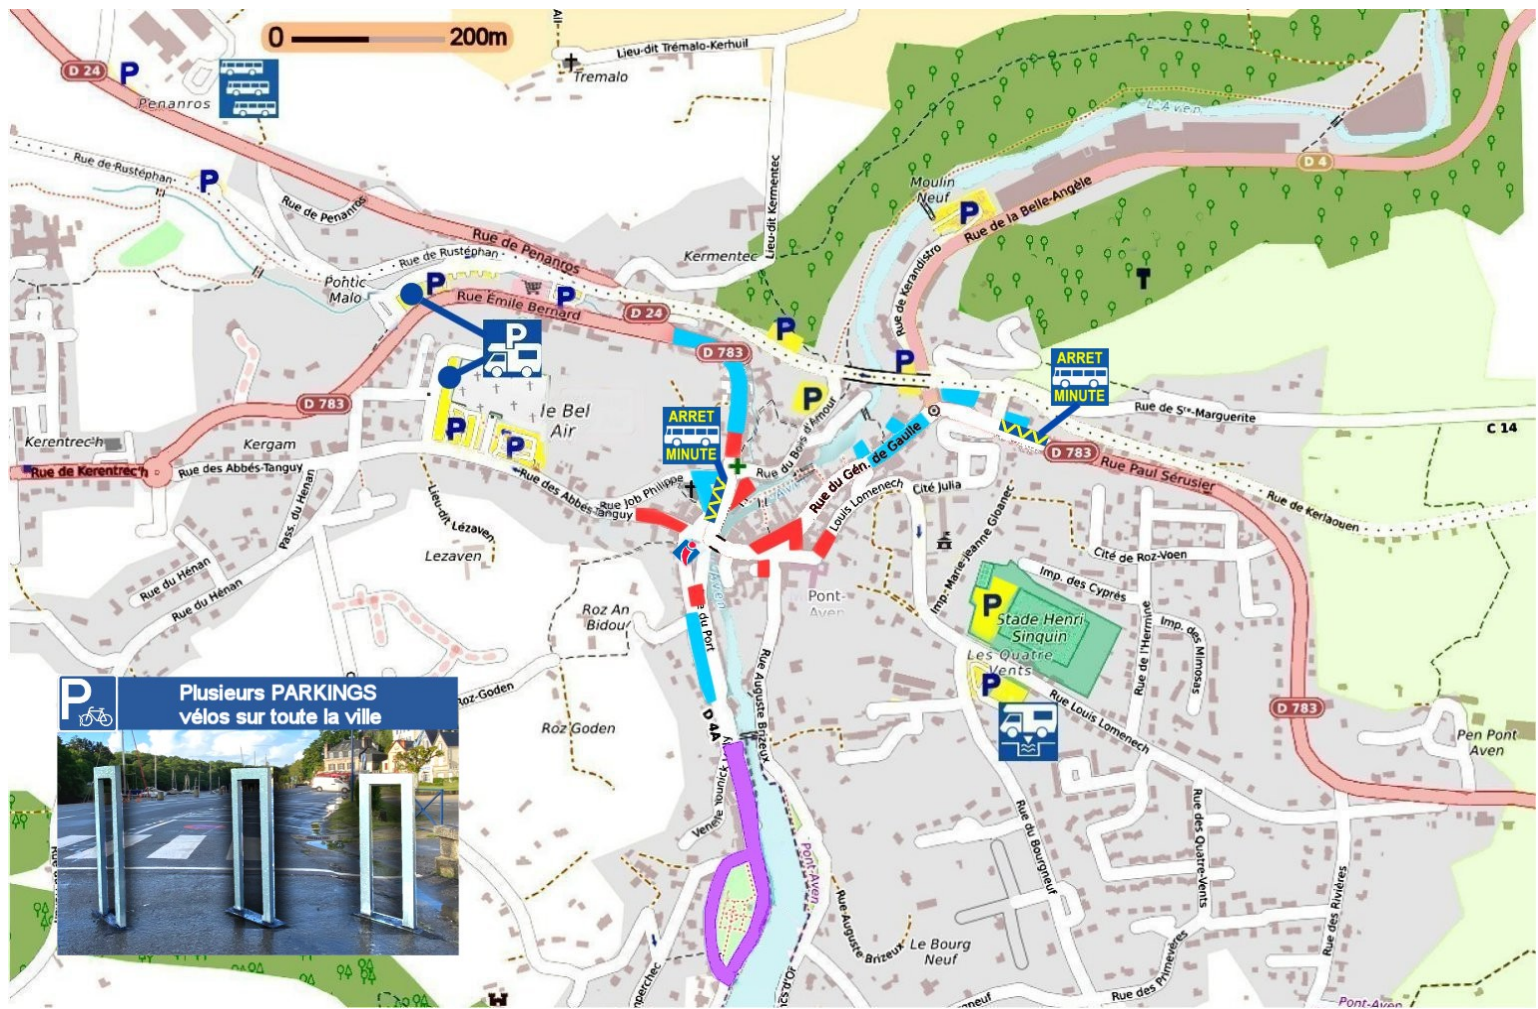 0 200m
Lieu-dit Trémalo-Kerhuil
Tremalo
D 24
P
Penanros
L'Aven
D 4
Rue de Rustéphan
P
Rue de Penanros
Lieu-dit Kermentec
Moulin
Neuf
P
Rue de la Belle-Angèle
Rue de Penanros
Rue de Rustéphan
Kermentec
Rue de Kerandistro
Pontic
Malo
P
P
Rue Émile Bernard
D 24
P
P
D 783
P
ARRET
MINUTE
D 783
P
Rue de Ste-Marguerite
C 14
le Bel
Air
ARRET
MINUTE
Rue du Bois d'Amour
Rue du Gén. de Gaulle
Kerentrec'h
Kergam
P
P
D 783
Rue Paul Sérusier
Rue de Kerentrec'h
Rue des Abbés-Tanguy
Rue des Abbés-Tanguy
Rue Job Philippe
Louis Lomenech
Cité Julia
Rue de Kerlaouen
Pass. du Hénan
Lieu-dit Lézaven
Lezaven
Imp. Marie-jeanne Gloanec
Cité de Roz-Voen
Rue du Hénan
Rue du Hénan
Imp. des Cyprés
L'Aven
Pont-
Aven
P
Stade Henri
Sinquin
Roz An
Bidou
e du Port
Rue de l'Hermine
Imp. des Mimosas
Les Quatre
Vents
P
Rue Louis Lomenech
Roz-Goden
Rue Auguste Brizeux
D 783
Roz Goden
D 4A
Pen Pont
Aven
P
Plusieurs PARKINGS
vélos sur toute la ville
Rue du Bourgneuf
Rue des Quatre-Vents
Pont-Aven
Rue Auguste Brizeux
Rue des Rivières
Le Bourg
Neuf
Rue des Primevères
Pont-Aven